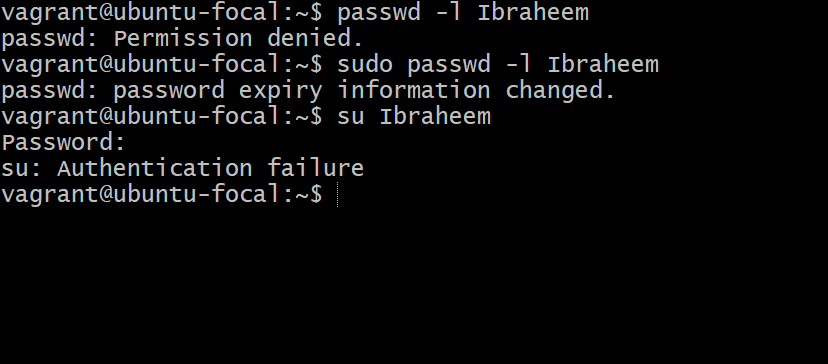 vagrant@ubuntu-focal:~$ passwd -l Ibraheem
passwd: Permission denied.
vagrant@ubuntu-focal:~$ sudo passwd -l Ibraheem
passwd: password expiry information changed.
vagrant@ubuntu-focal:~$ su Ibraheem
Password:
su: Authentication failure
vagrant@ubuntu-focal:~$